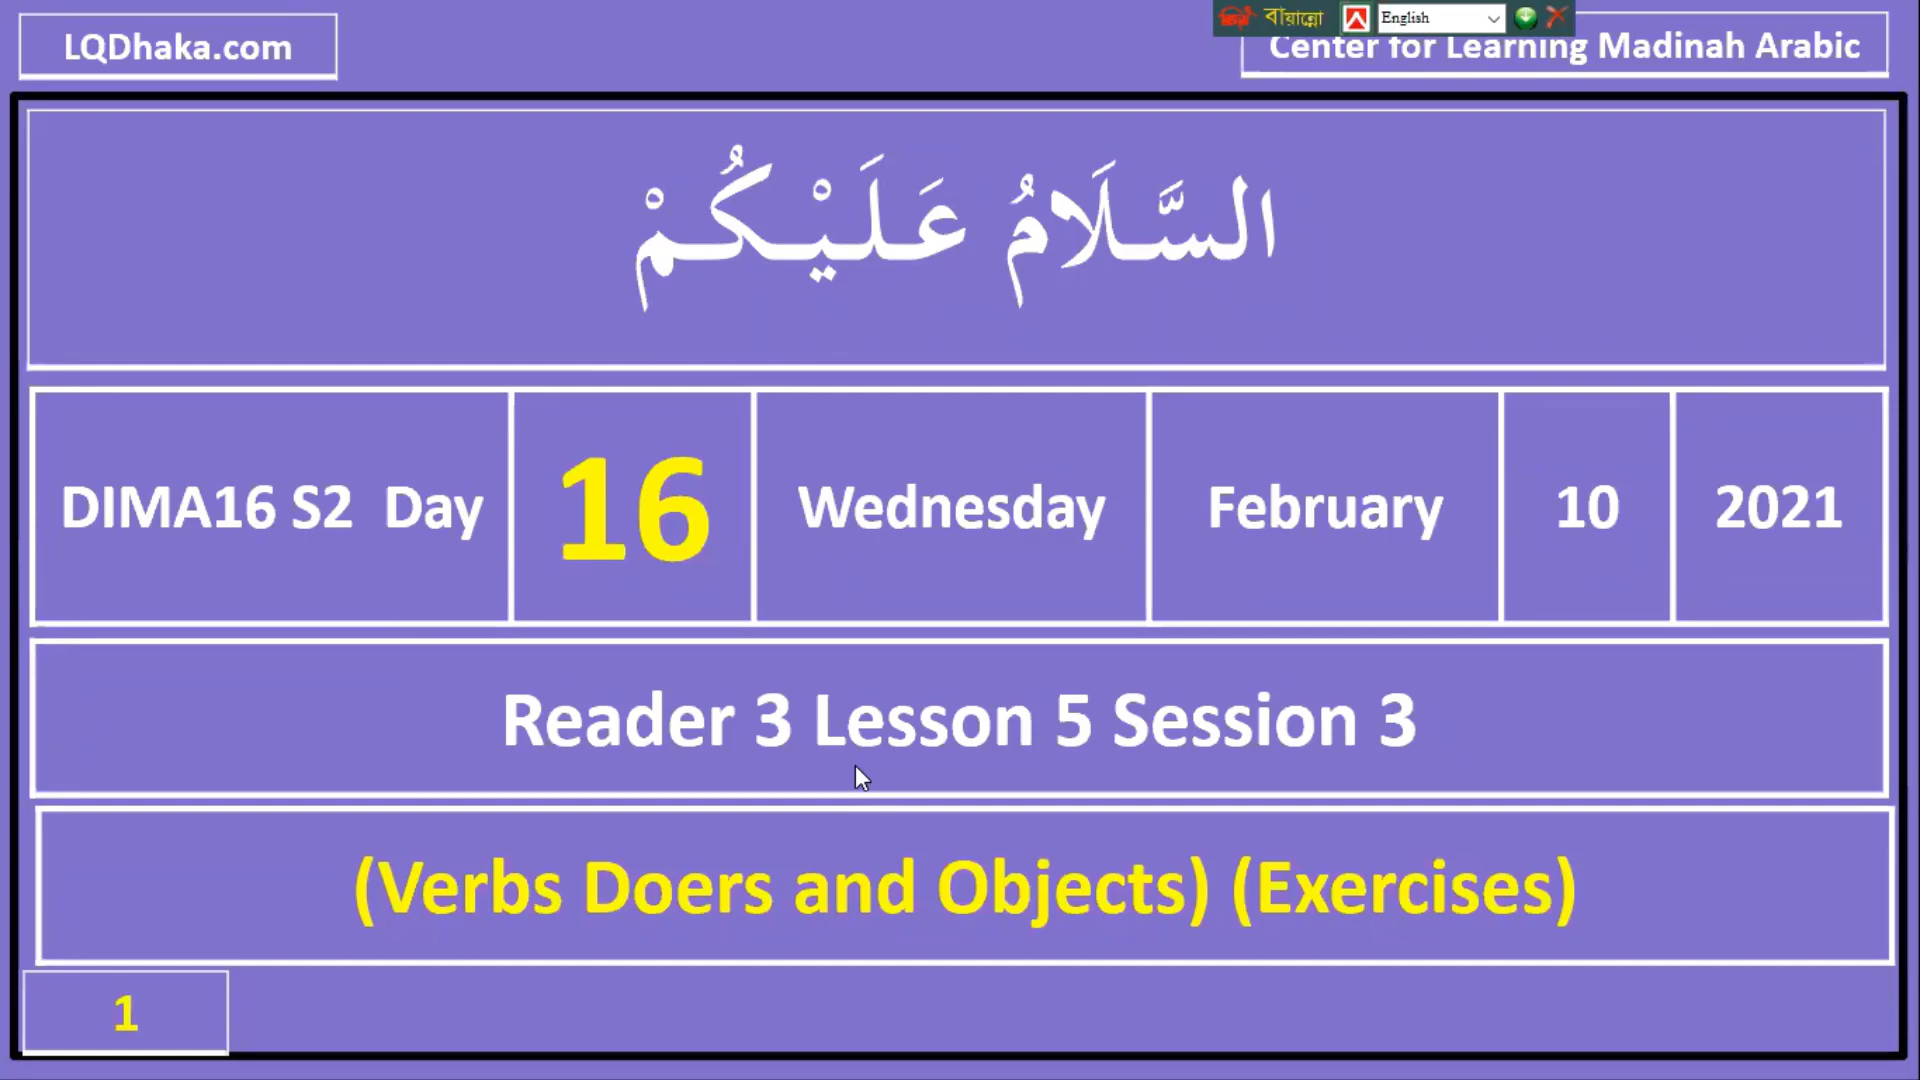 LQDhaka.com
বায়ান্নো English
Center for Learning Madinah Arabic
السَّلَامُ عَلَيْكُمْ
DIMA16 S2 Day 16 Wednesday February 10 2021
Reader 3 Lesson 5 Session 3
(Verbs Doers and Objects) (Exercises)
1